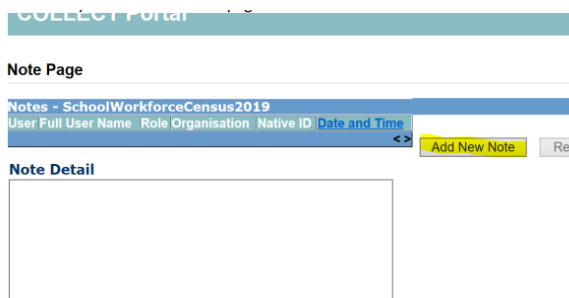 COLLECT Portal
Note Page
Notes - SchoolWorkforceCensus2019
User Full User Name Role Organisation Native ID Date and Time
< >
Add New Note
Re
Note Detail